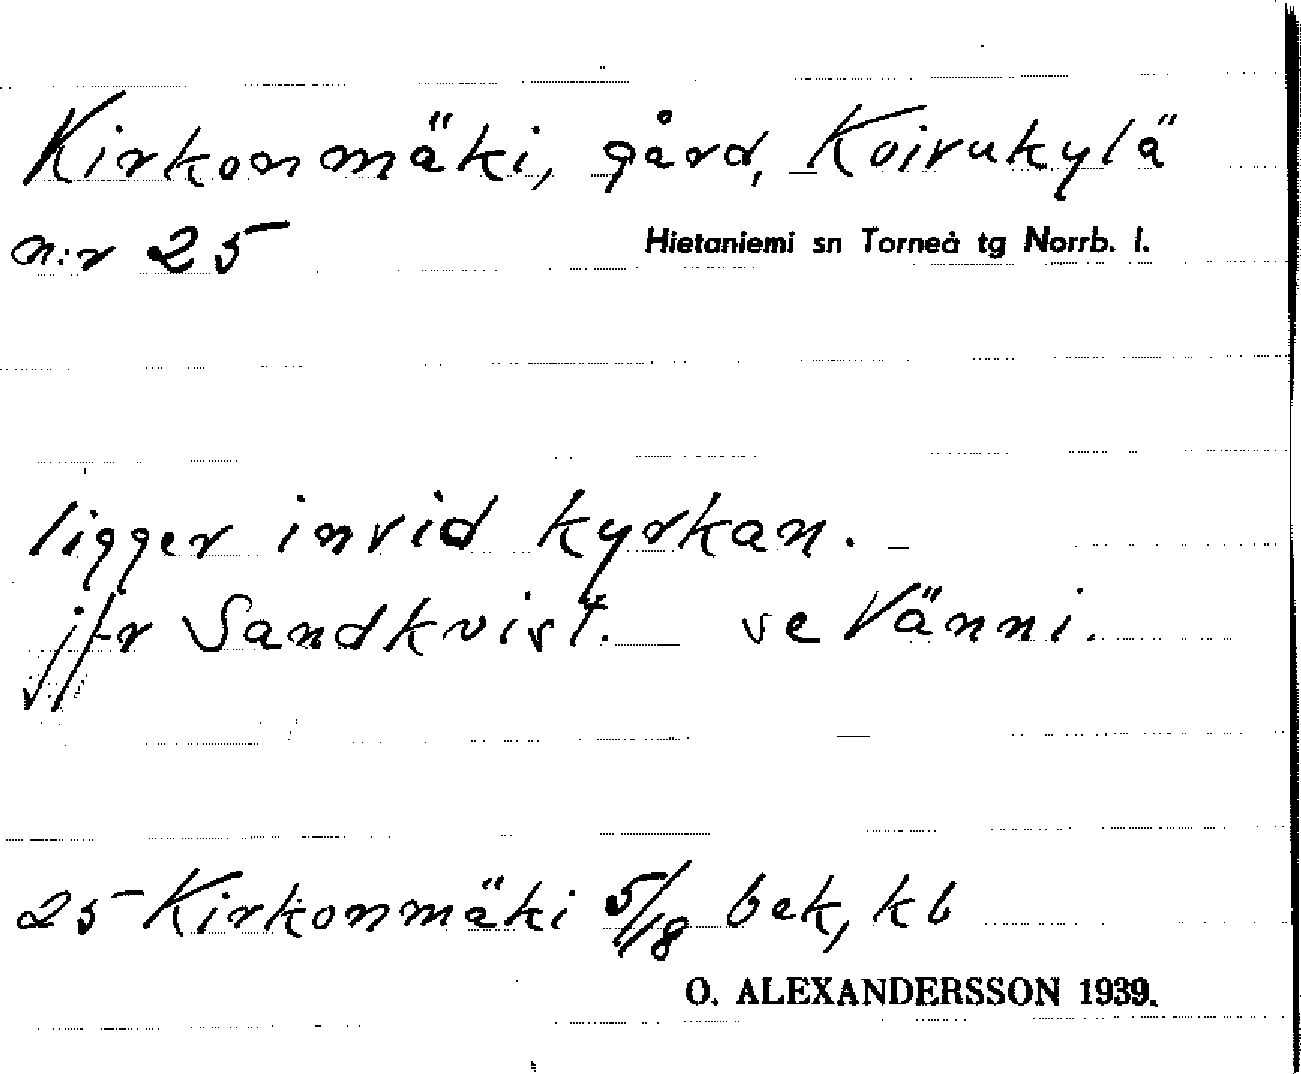 Kirkonmäki, gård, Koivukylä
n:r 25
Hietaniemi sn Torneå tg Norrb. l.
ligger invid kyrkan. _
jfr Sandkvist. _ se Vänni.
25 Kirkonmäki 5/18 bek, kb
O. ALEXANDERSSON 1939.